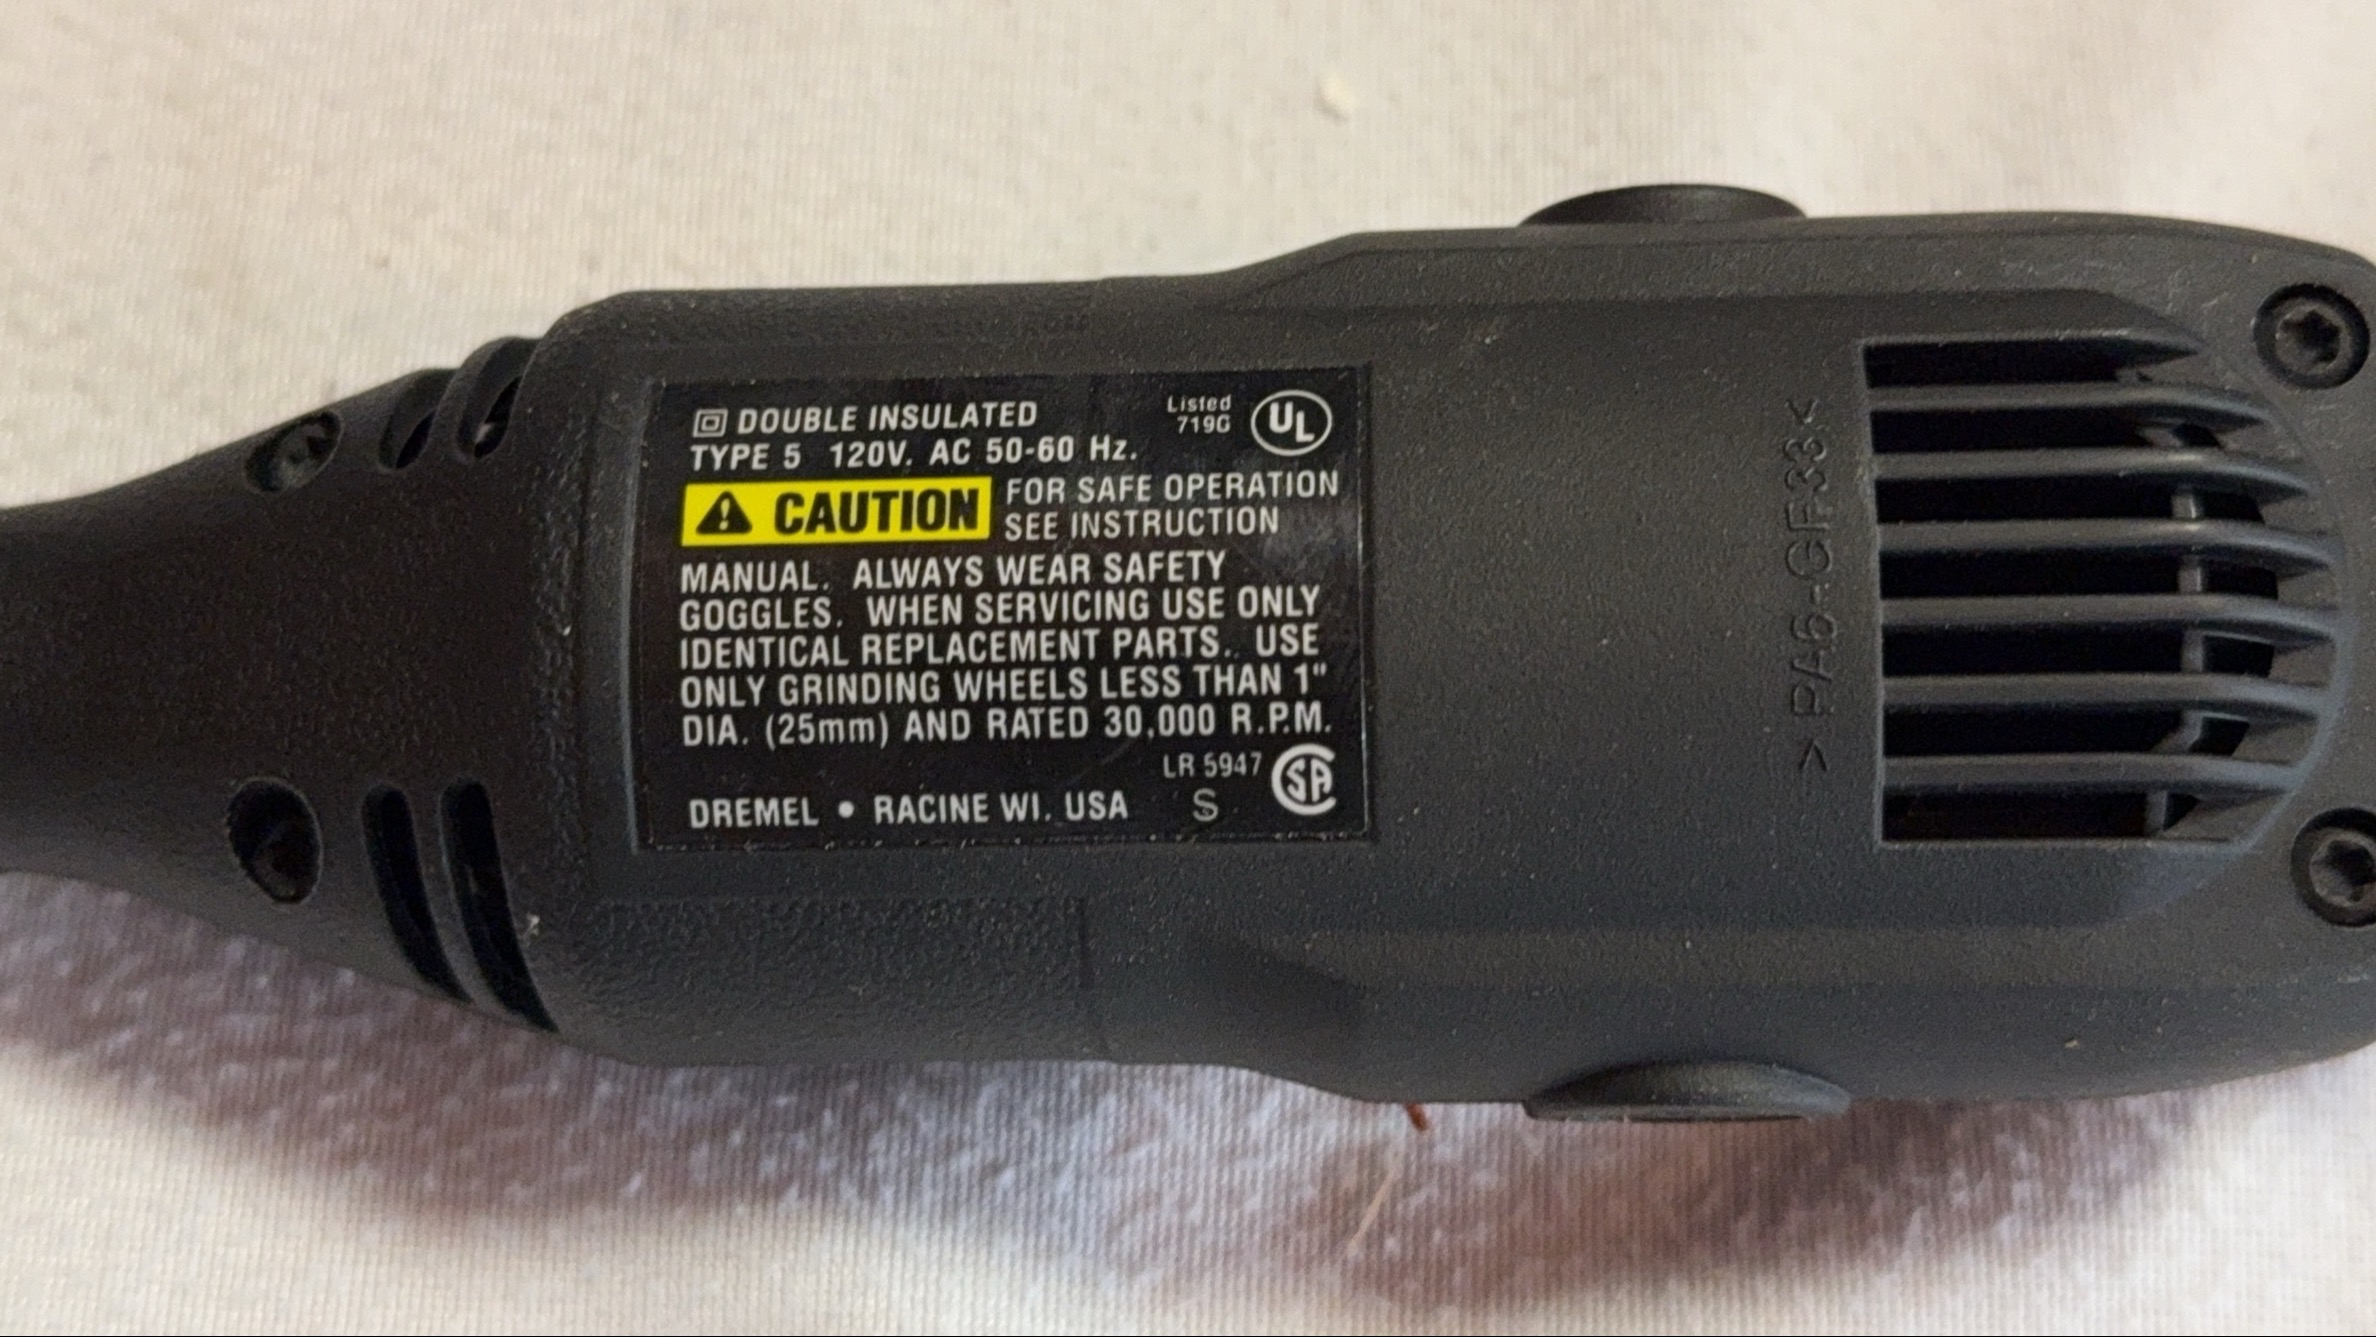 DOUBLE INSULATED
Listed
719G
UL
TYPE 5 120V. AC 50-60 Hz.
CAUTION FOR SAFE OPERATION
SEE INSTRUCTION
MANUAL. ALWAYS WEAR SAFETY
GOGGLES. WHEN SERVICING USE ONLY
IDENTICAL REPLACEMENT PARTS. USE
ONLY GRINDING WHEELS LESS THAN 1"
DIA. (25mm) AND RATED 30,000 R.P.M.
LR 5947
SA
DREMEL • RACINE WI. USA S
>PA6-GF33<